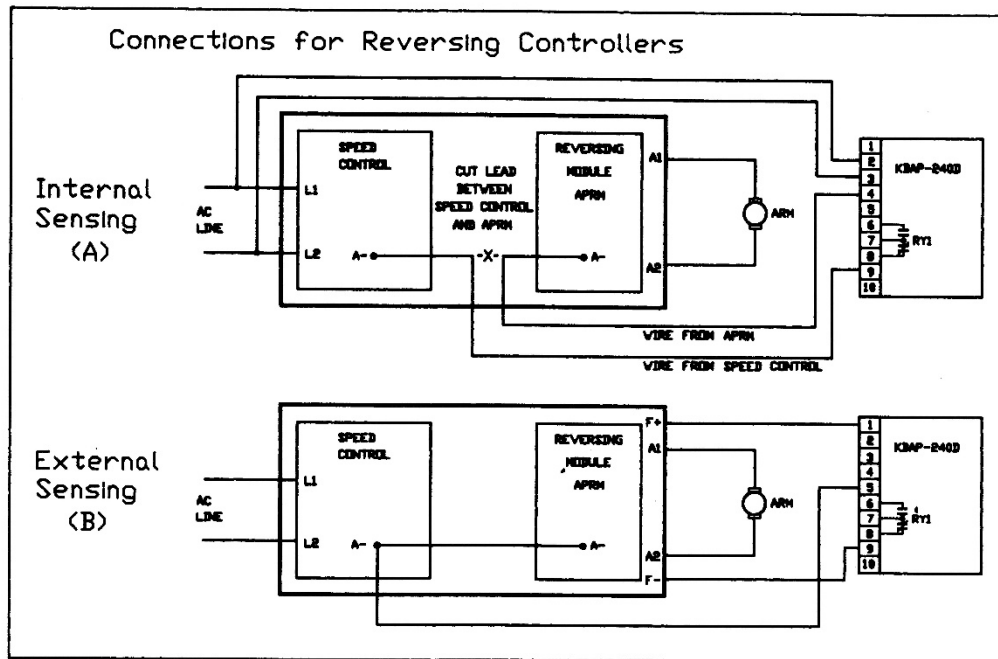 Connections for Reversing Controllers
Internal
Sensing
(A)
AC
LINE
L1
L2
SPEED
CONTROL
A-
CUT LEAD
BETWEEN
SPEED CONTROL
AND APRM
-X-
REVERSING
MODULE
APRM
A-
A1
A2
ARM
WIRE FROM APRM
WIRE FROM SPEED CONTROL
1
2
3
4
5
6
7
8
9
10
KBAP-240D
RY1
External
Sensing
(B)
AC
LINE
L1
L2
SPEED
CONTROL
A-
REVERSING
MODULE
APRM
A-
F+
A1
A2
F-
ARM
1
2
3
4
5
6
7
8
9
10
KBAP-240D
RY1